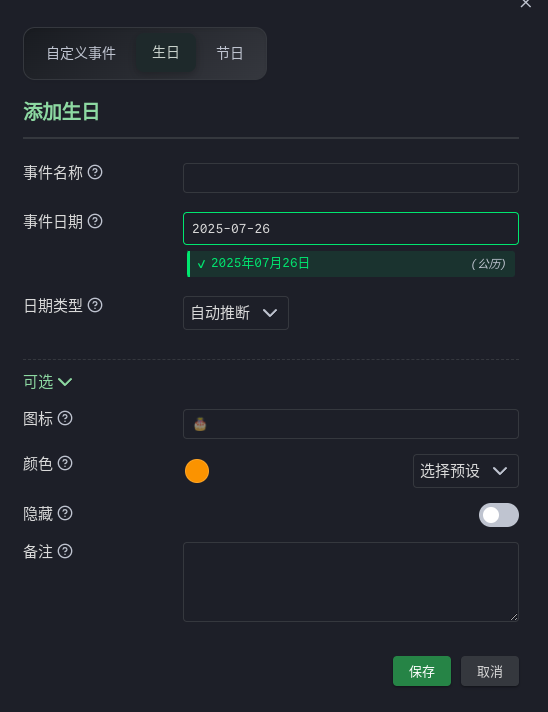 自定义事件 生日 节日
添加生日
事件名称
事件日期 2025-07-26
✓ 2025年07月26日 (公历)
日期类型 自动推断
可选
图标
颜色 选择预设
隐藏
备注
保存 取消